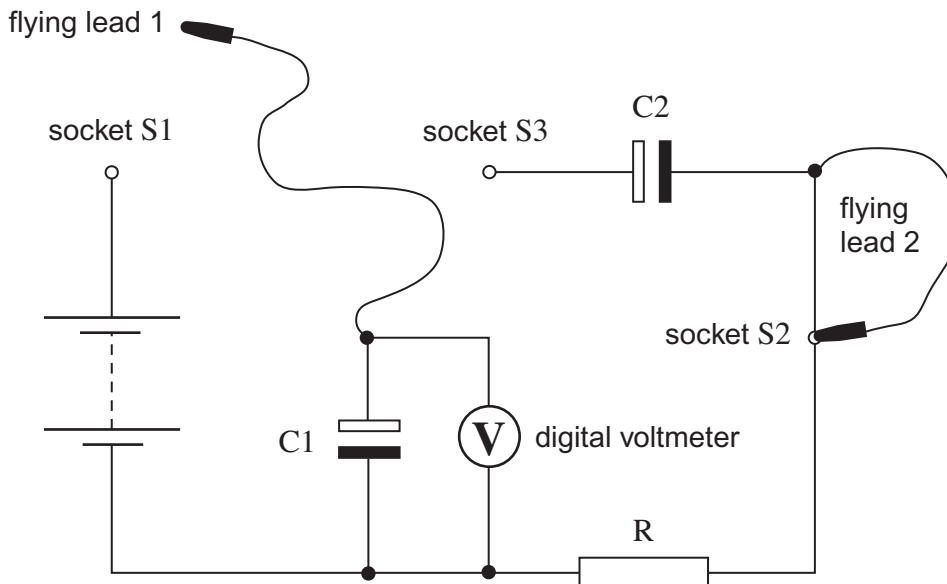 flying lead 1
C2
socket S1
socket S3
flying
lead 2
socket S2
C1
V
digital voltmeter
R